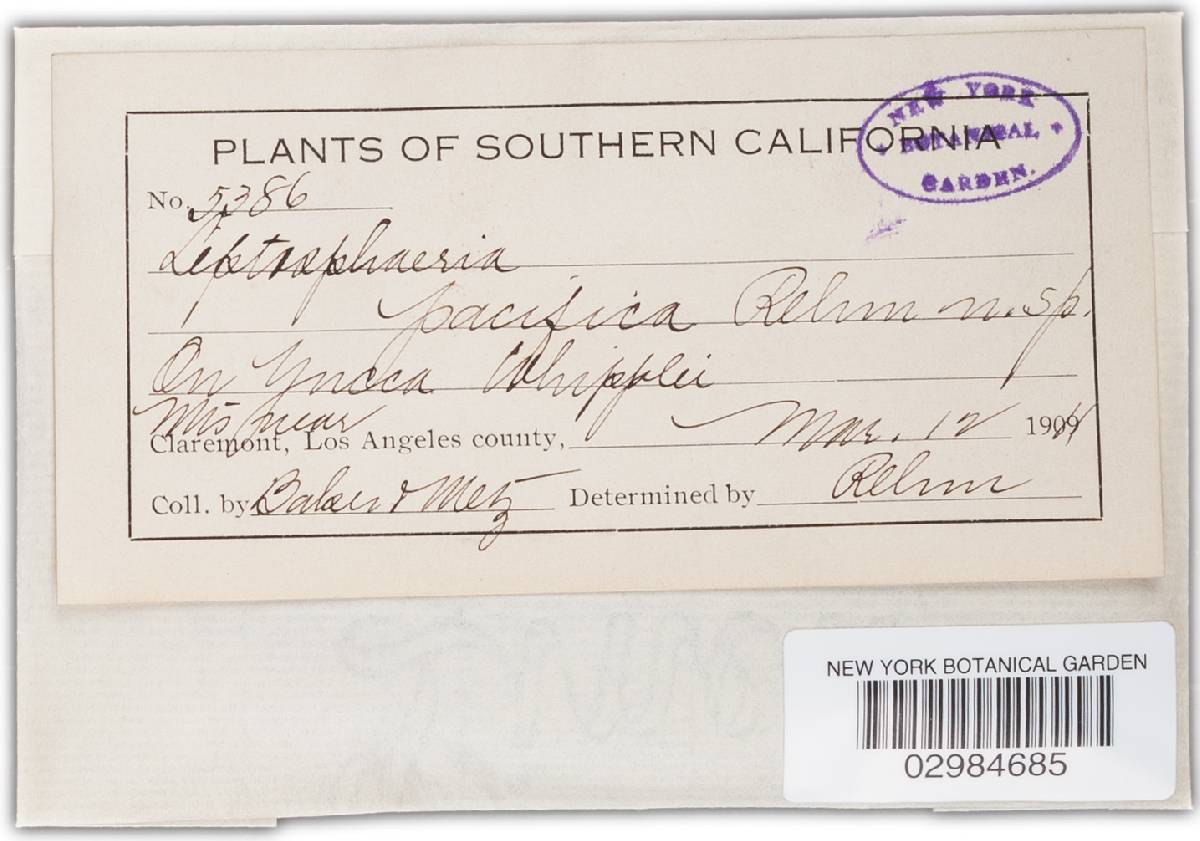 NEW YORK
BOTANICAL
GARDEN.
PLANTS OF SOUTHERN CALIFORNIA
No. 5386
Leptosphaeria
pacifica Rehm n. sp.
On Yucca Whipplei
Mts near
Claremont, Los Angeles county, Mar. 12 1909
Coll. by Baker & Metz Determined by Rehm
NEW YORK BOTANICAL GARDEN
02984685